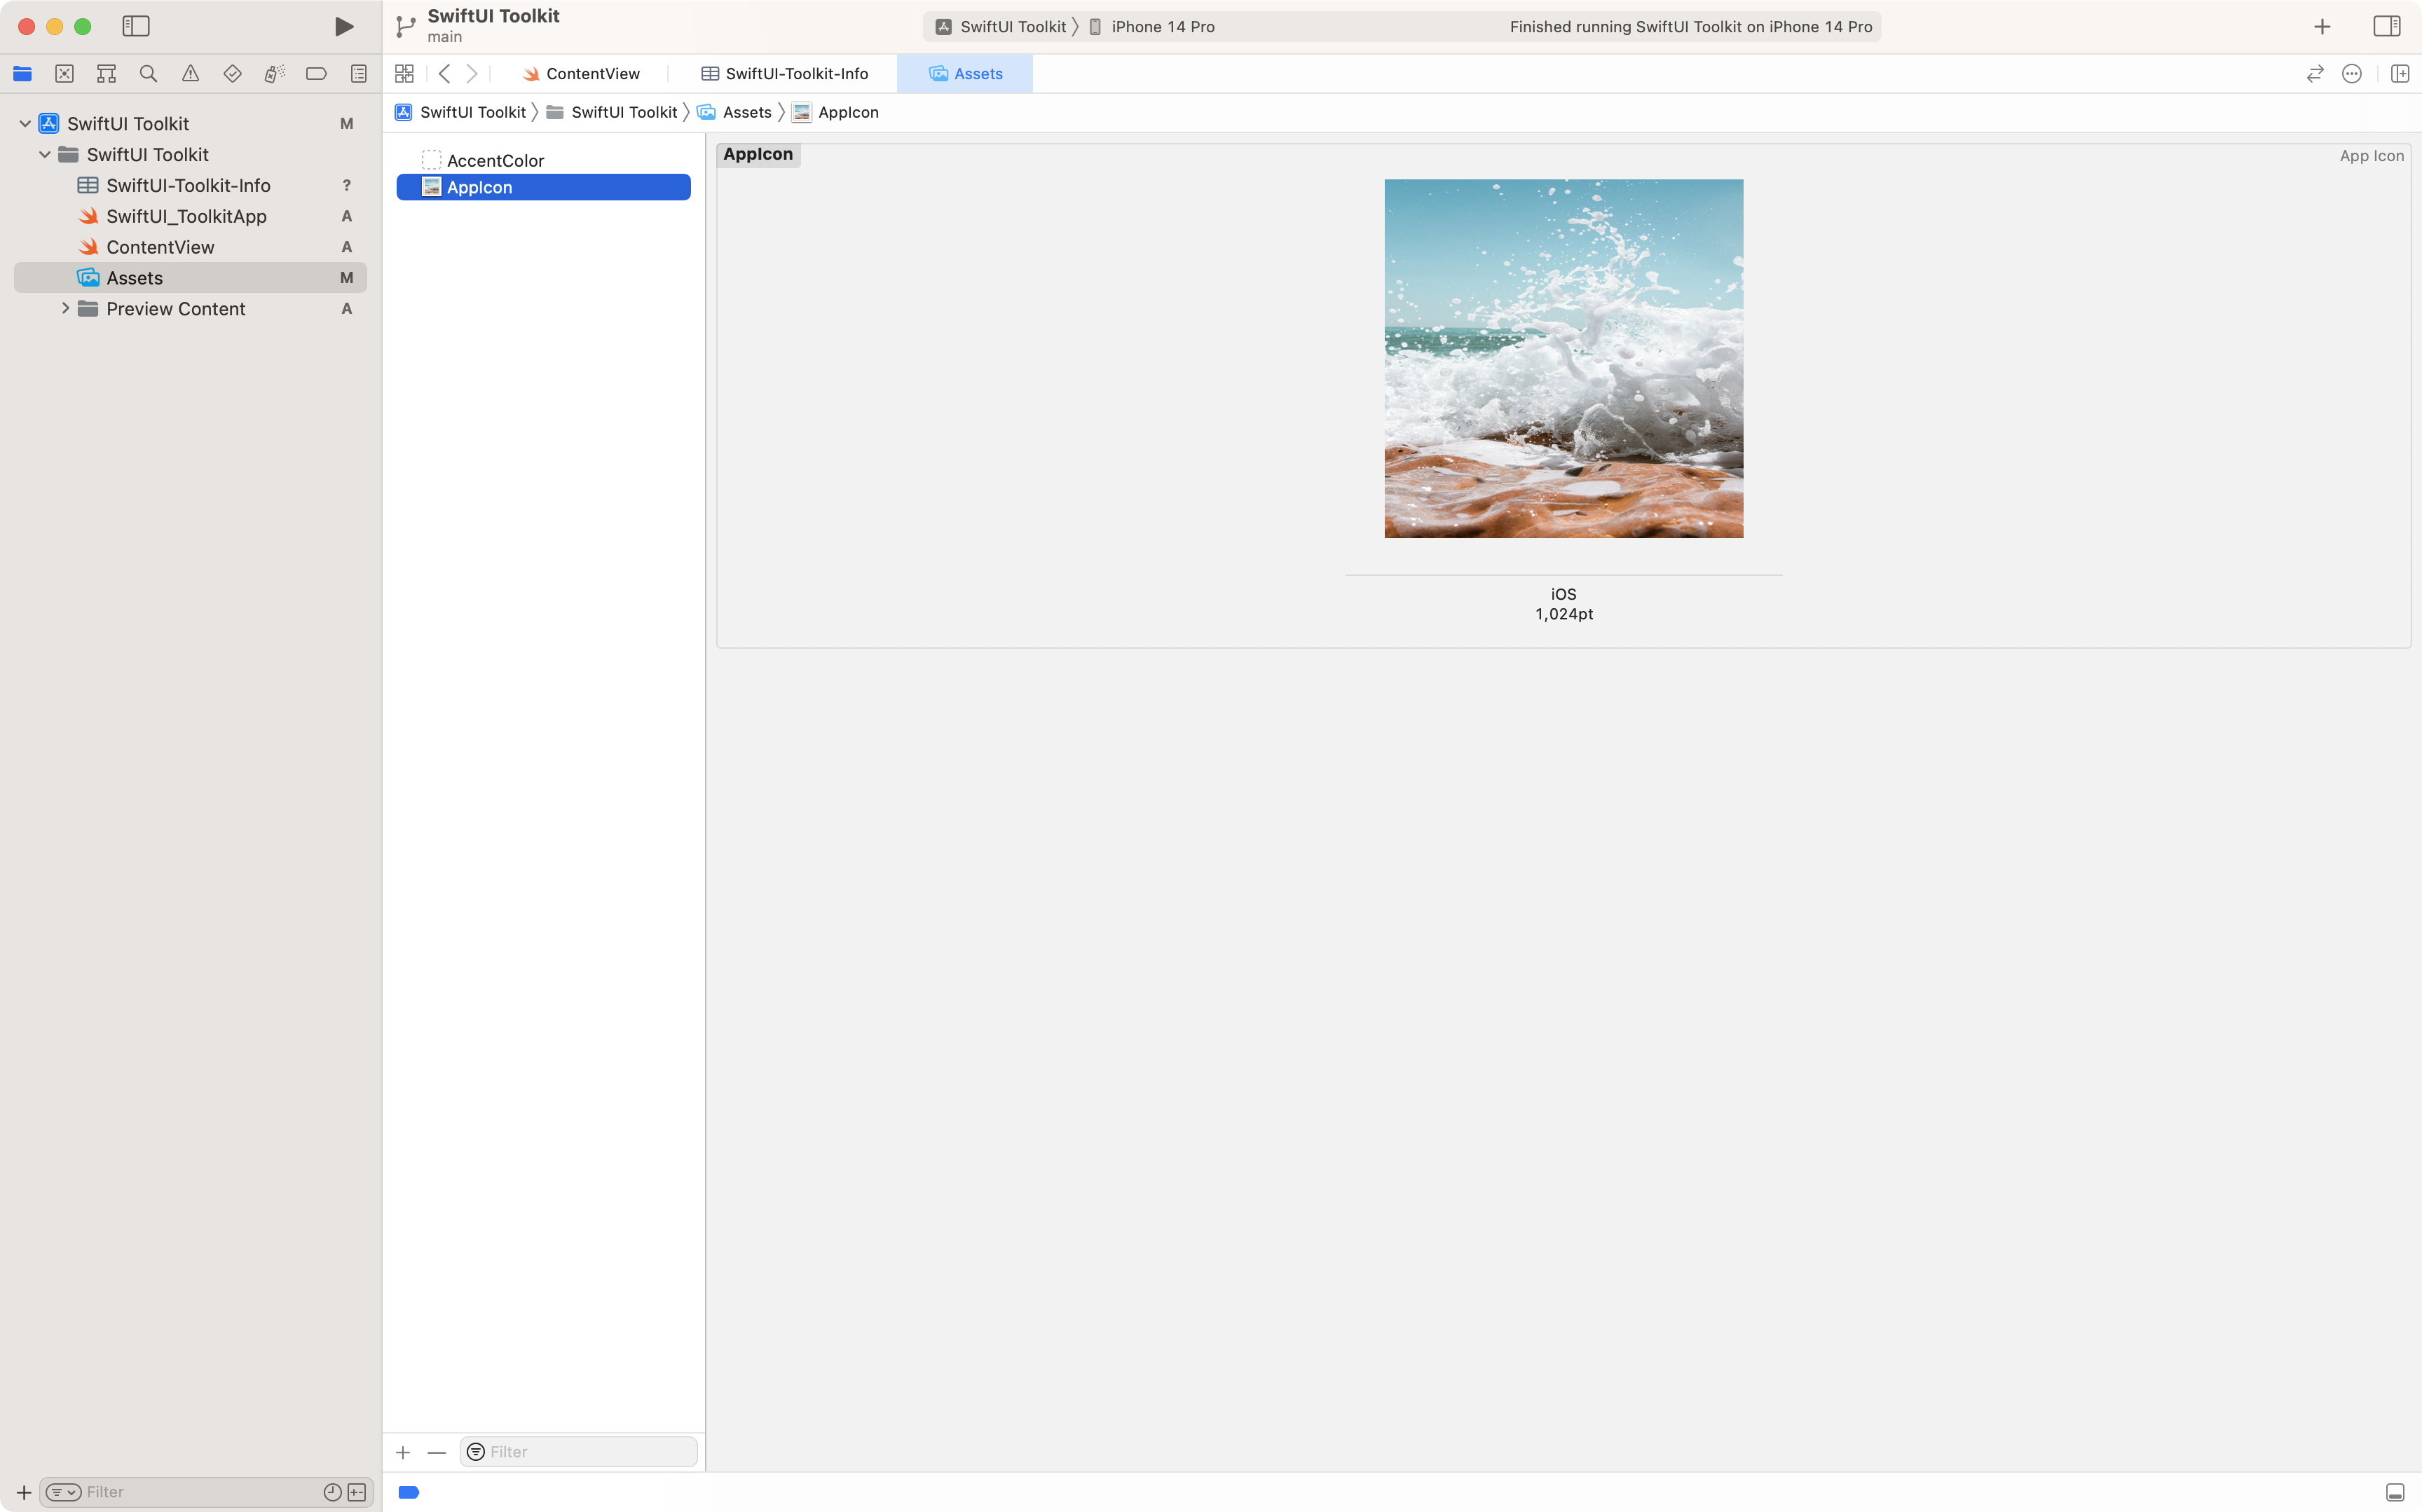 SwiftUI Toolkit
main
SwiftUI Toolkit
iPhone 14 Pro
Finished running SwiftUI Toolkit on iPhone 14 Pro
ContentView
SwiftUI-Toolkit-Info
Assets
SwiftUI Toolkit
SwiftUI Toolkit
Assets
AppIcon
SwiftUI Toolkit M
SwiftUI Toolkit
SwiftUI-Toolkit-Info ?
SwiftUI_ToolkitApp A
ContentView A
Assets M
Preview Content A
AccentColor
AppIcon
AppIcon
App Icon
iOS
1,024pt
Filter
Filter